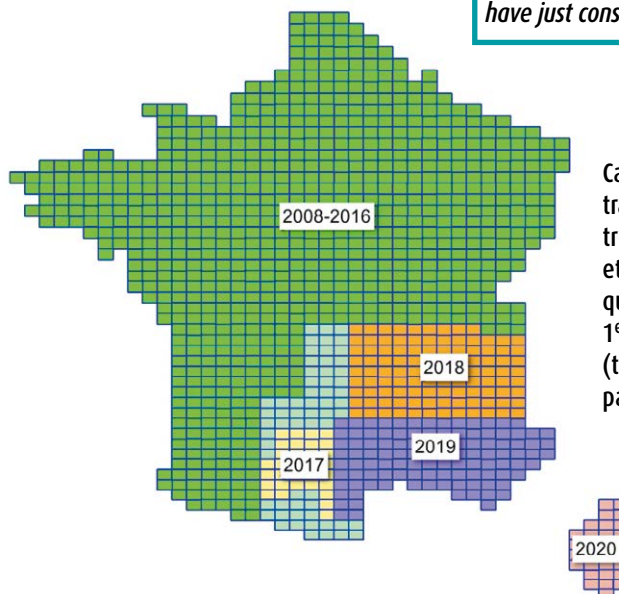 have just cons
2008-2016
Ca
tra
tr
et
qu
1e
(t
pa
2018
2019
2017
2020